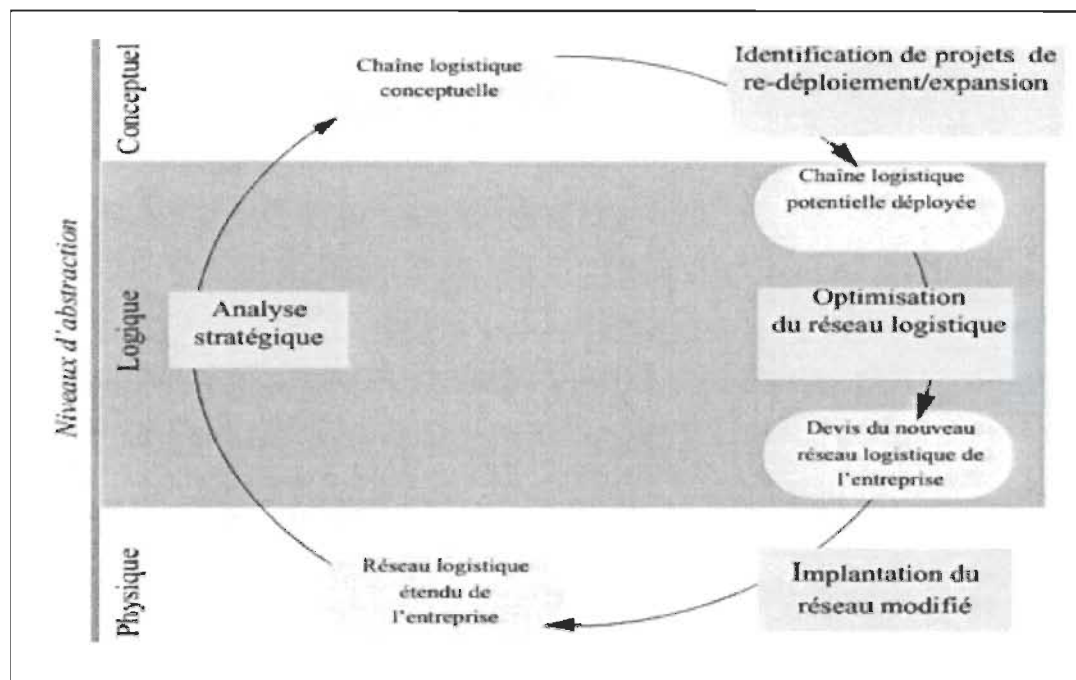 Niveaux d'abstraction
Conceptuel
Logique
Physique
Chaîne logistique
conceptuelle
Identification de projets de
re-déploiement/expansion
Chaîne logistique
potentielle déployée
Optimisation
du réseau logistique
Devis du nouveau
réseau logistique de
l'entreprise
Implantation du
réseau modifié
Réseau logistique
étendu de
l'entreprise
Analyse
stratégique